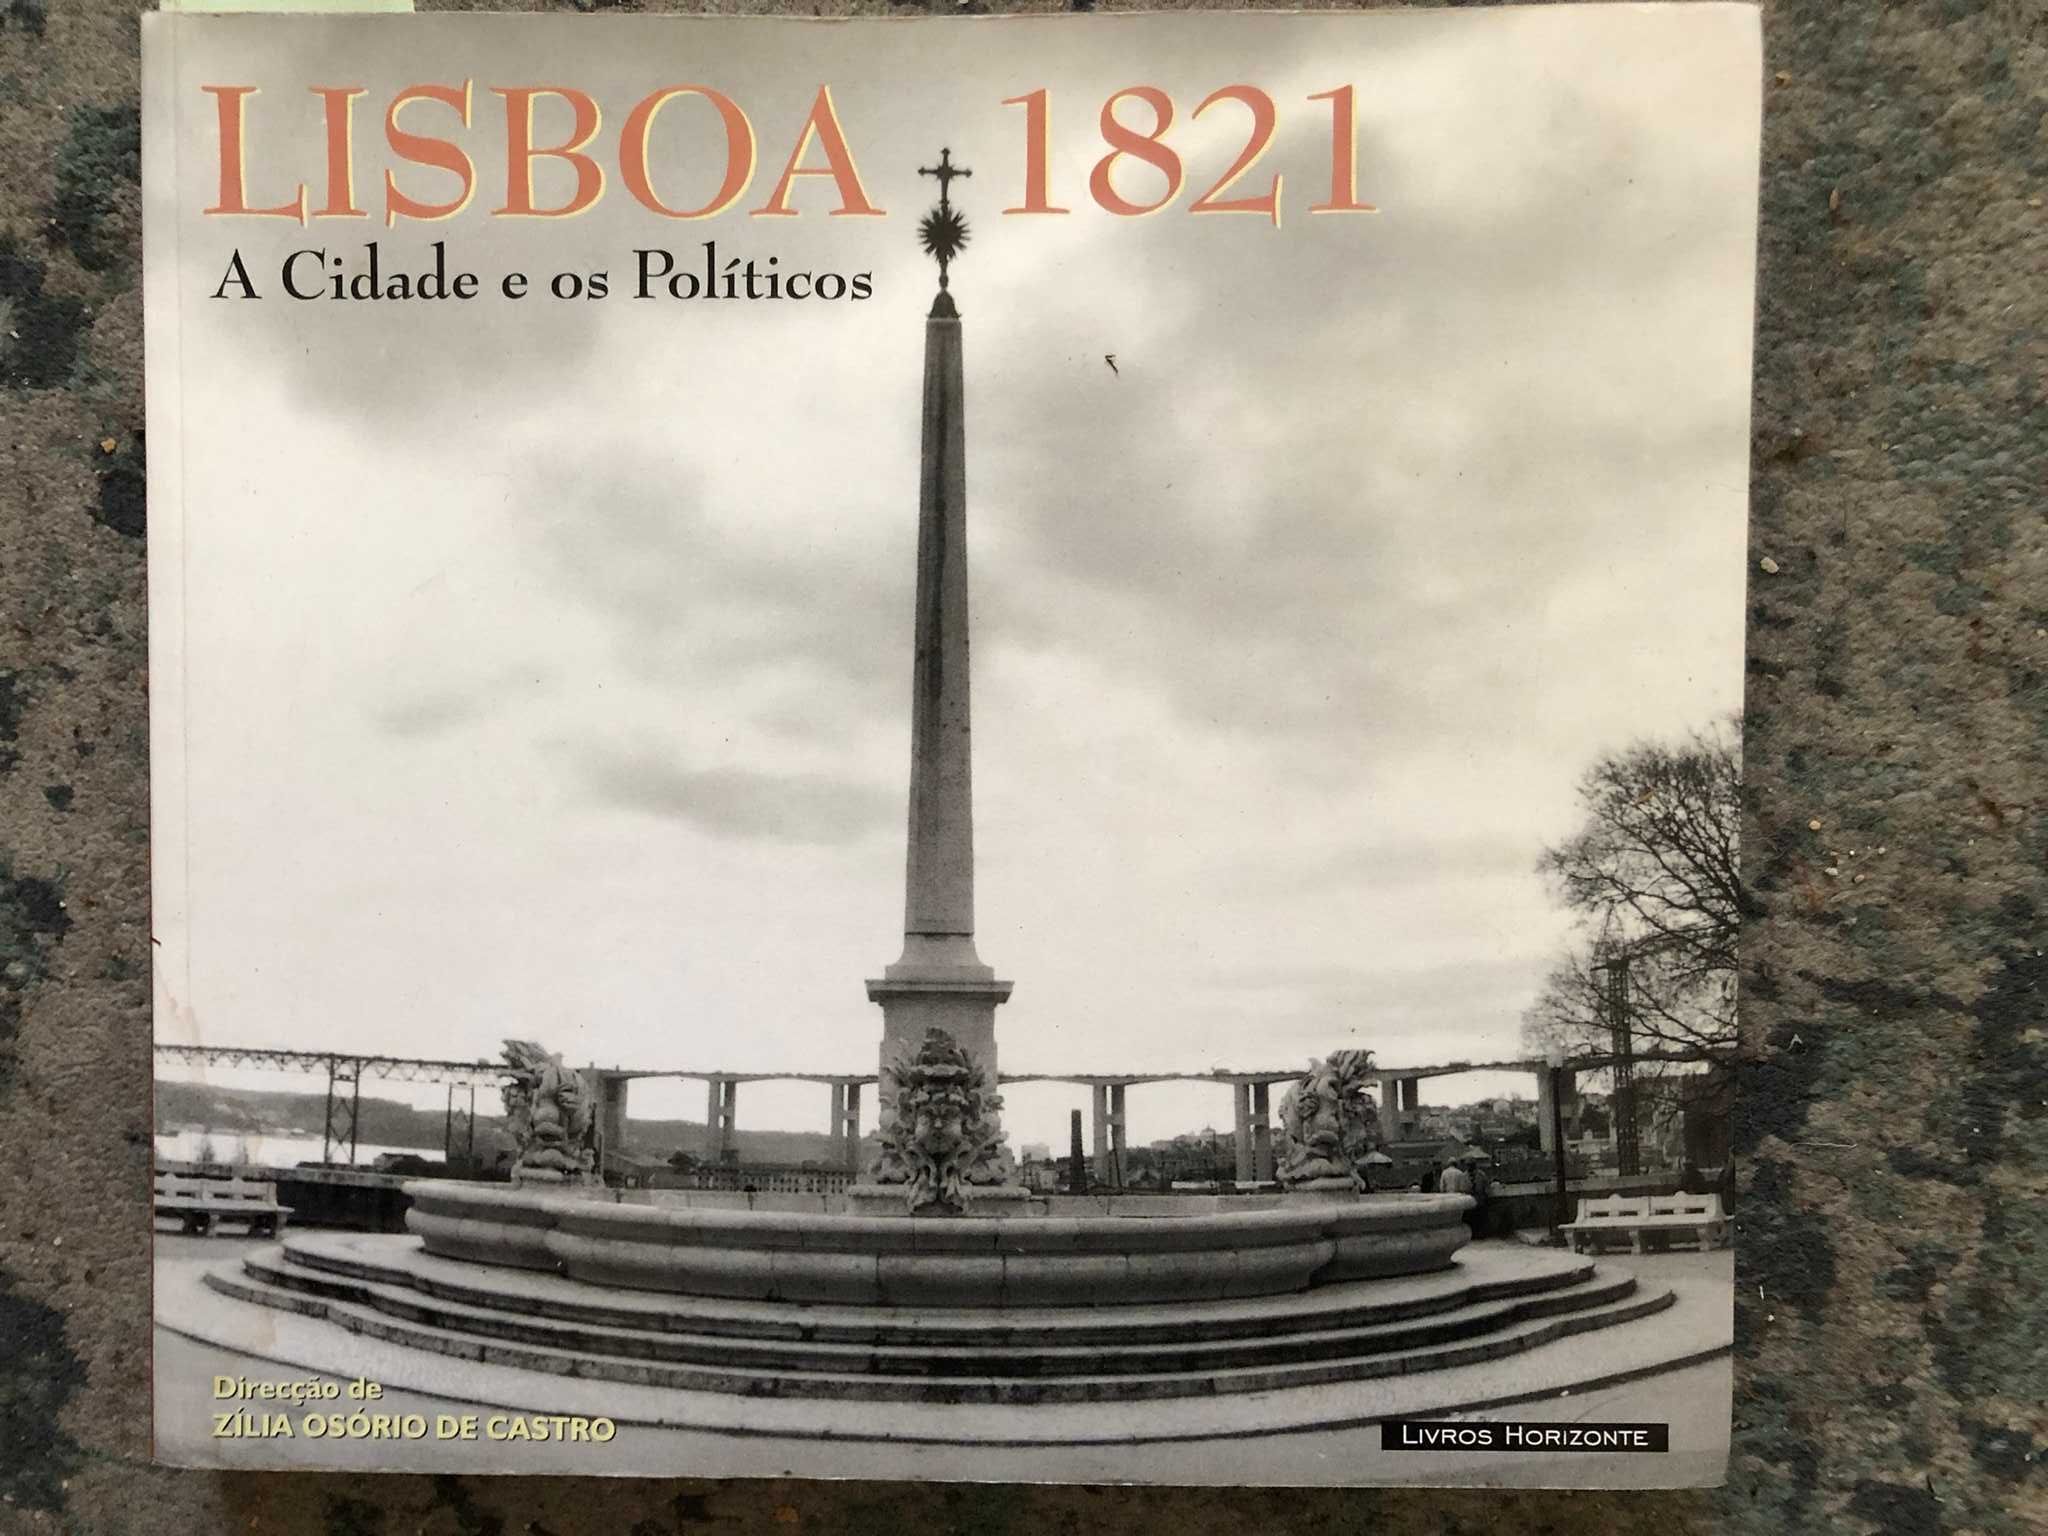 LISBOA 1821
A Cidade e os Políticos
Direcção de
ZÍLIA OSÓRIO DE CASTRO
LIVROS HORIZONTE